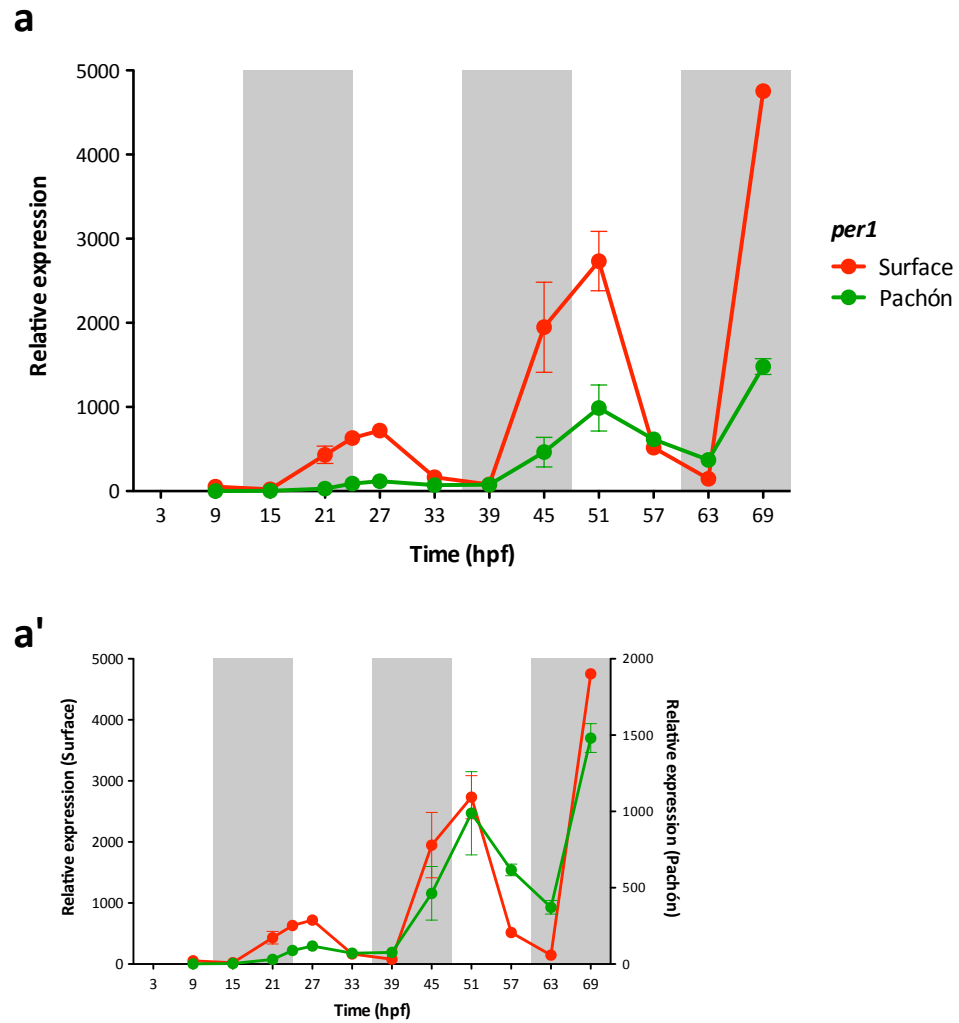 a
5000
4000
3000
2000
1000
0
Relative expression
3 9 15 21 27 33 39 45 51 57 63 69
Time (hpf)
per1
Surface
Pachón
a'
5000
4000
3000
2000
1000
0
Relative expression (Surface)
2000
1500
1000
500
0
Relative expression (Pachón)
3 9 15 21 27 33 39 45 51 57 63 69
Time (hpf)